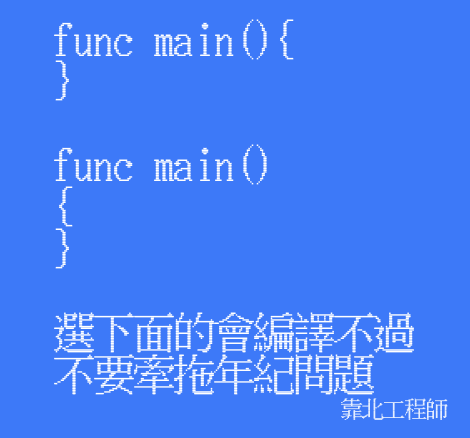 func main(){
}
func main()
{
}
選下面的會編譯不過
不要牽拖年紀問題
靠北工程師